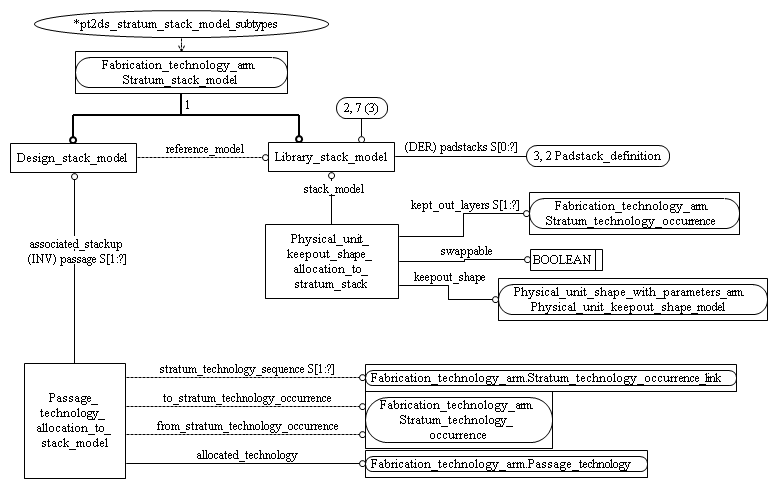 *pt2ds_stratum_stack_model_subtypes
Fabrication_technology_arm.
Stratum_stack_model
1
2, 7 (3)
Design_stack_model
reference_model
Library_stack_model
(DER) padstacks S[0:?]
3, 2 Padstack_definition
stack_model
kept_out_layers S[1:?]
Fabrication_technology_arm.
Stratum_technology_occurrence
Physical_unit_
keepout_shape_
allocation_to_
stratum_stack
swappable
BOOLEAN
keepout_shape
Physical_unit_shape_with_parameters_arm.
Physical_unit_keepout_shape_model
associated_stackup
(INV) passage S[1:?]
Passage_
technology_
allocation_to_
stack_model
stratum_technology_sequence S[1:?]
Fabrication_technology_arm.Stratum_technology_occurrence_link
to_stratum_technology_occurrence
Fabrication_technology_arm.
Stratum_technology_
occurrence
from_stratum_technology_occurrence
allocated_technology
Fabrication_technology_arm.Passage_technology